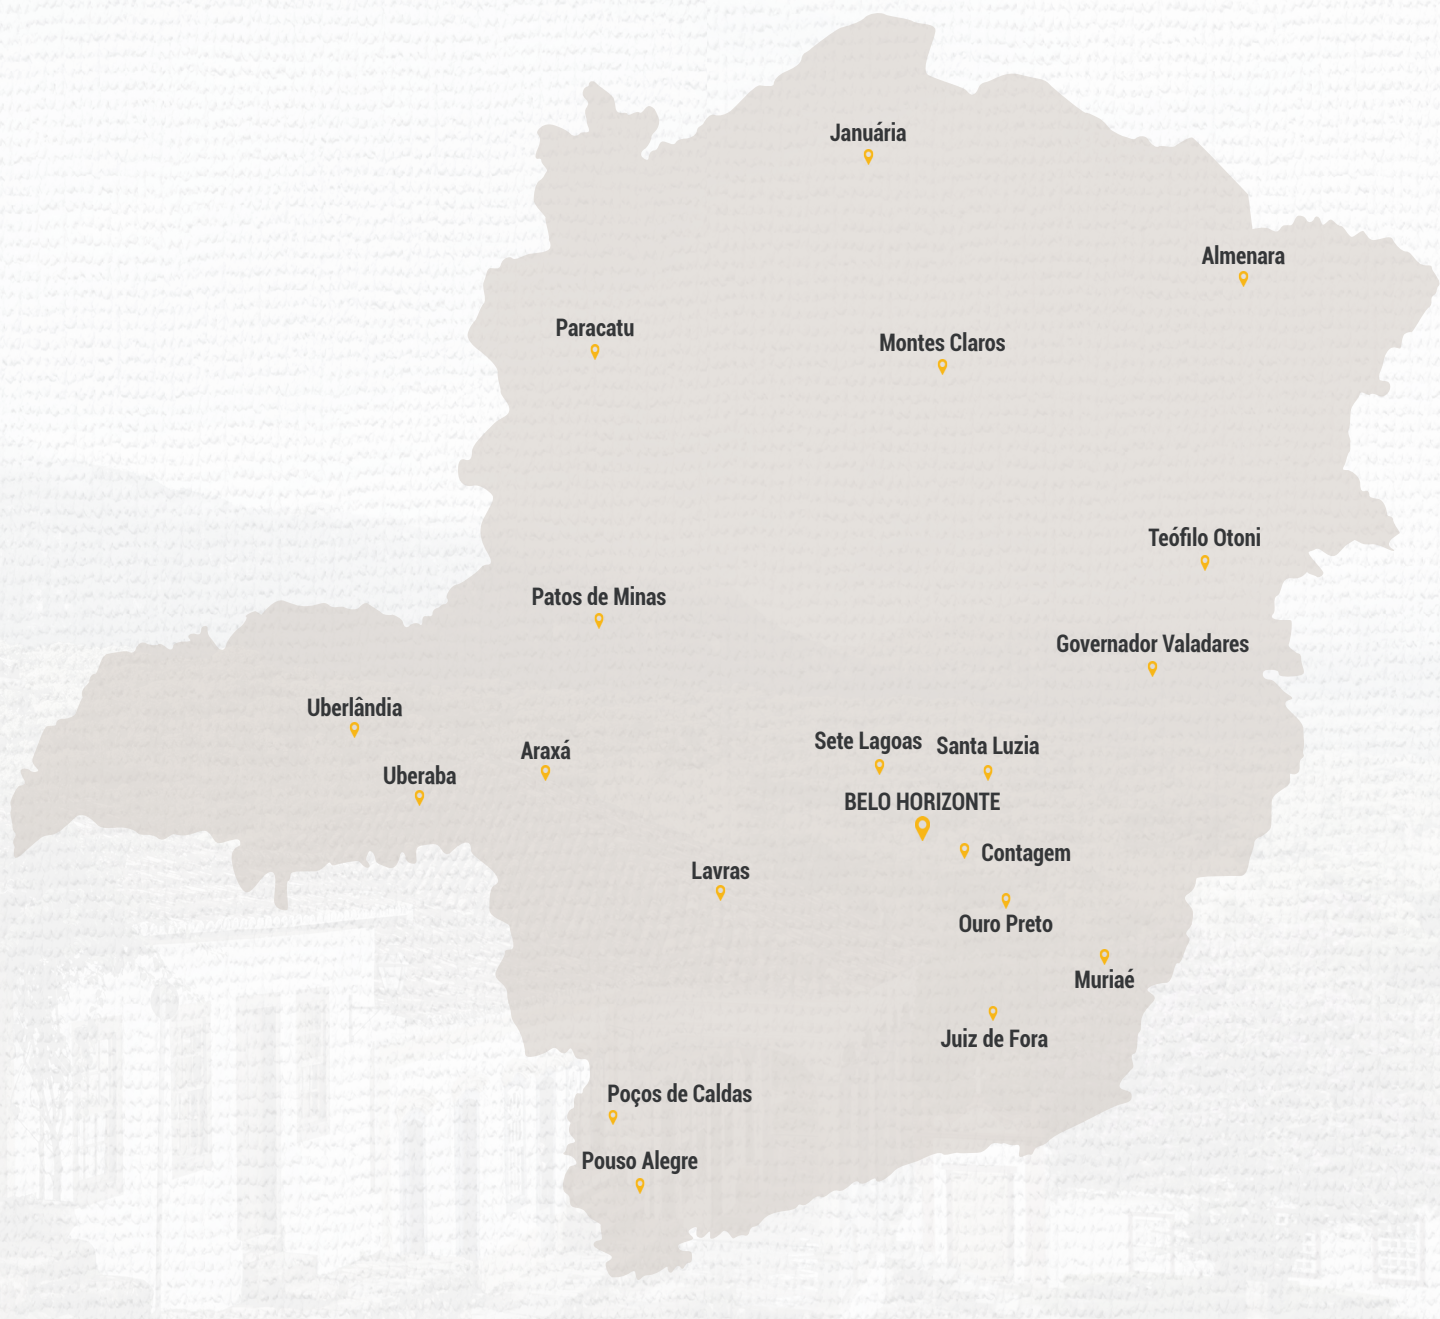 Januária
Almenara
Paracatu
Montes Claros
Teófilo Otoni
Patos de Minas
Governador Valadares
Uberlândia
Sete Lagoas
Santa Luzia
Araxá
Uberaba
BELO HORIZONTE
Contagem
Lavras
Ouro Preto
Muriaé
Juiz de Fora
Poços de Caldas
Pouso Alegre